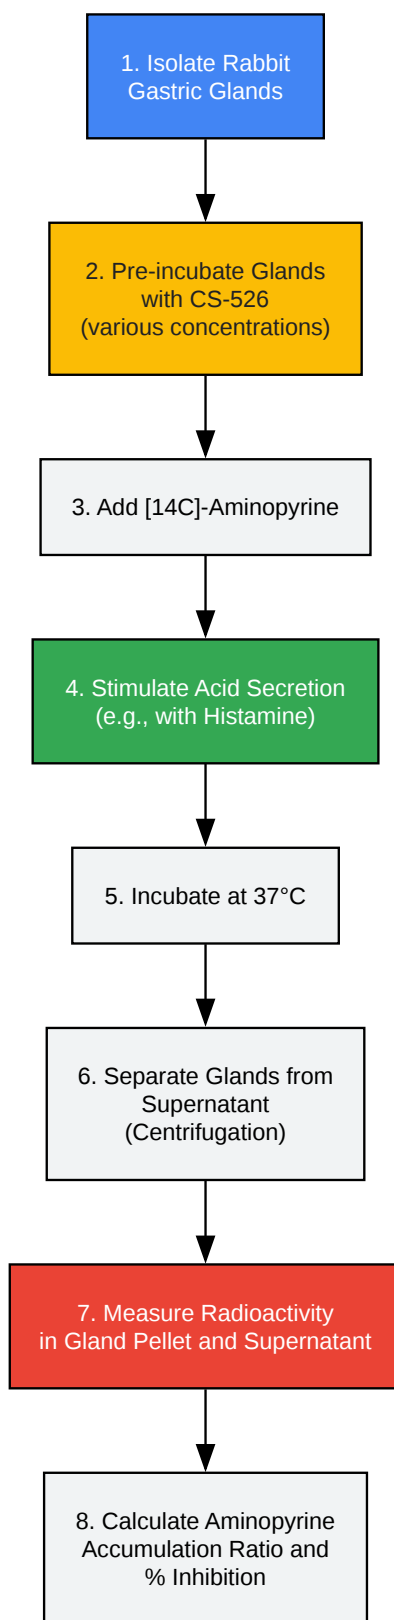 1. Isolate Rabbit
Gastric Glands
2. Pre-incubate Glands
with CS-526
(various concentrations)
3. Add [14C]-Aminopyrine
4. Stimulate Acid Secretion
(e.g., with Histamine)
5. Incubate at 37°C
6. Separate Glands from
Supernatant
(Centrifugation)
7. Measure Radioactivity
in Gland Pellet and Supernatant
8. Calculate Aminopyrine
Accumulation Ratio and
% Inhibition